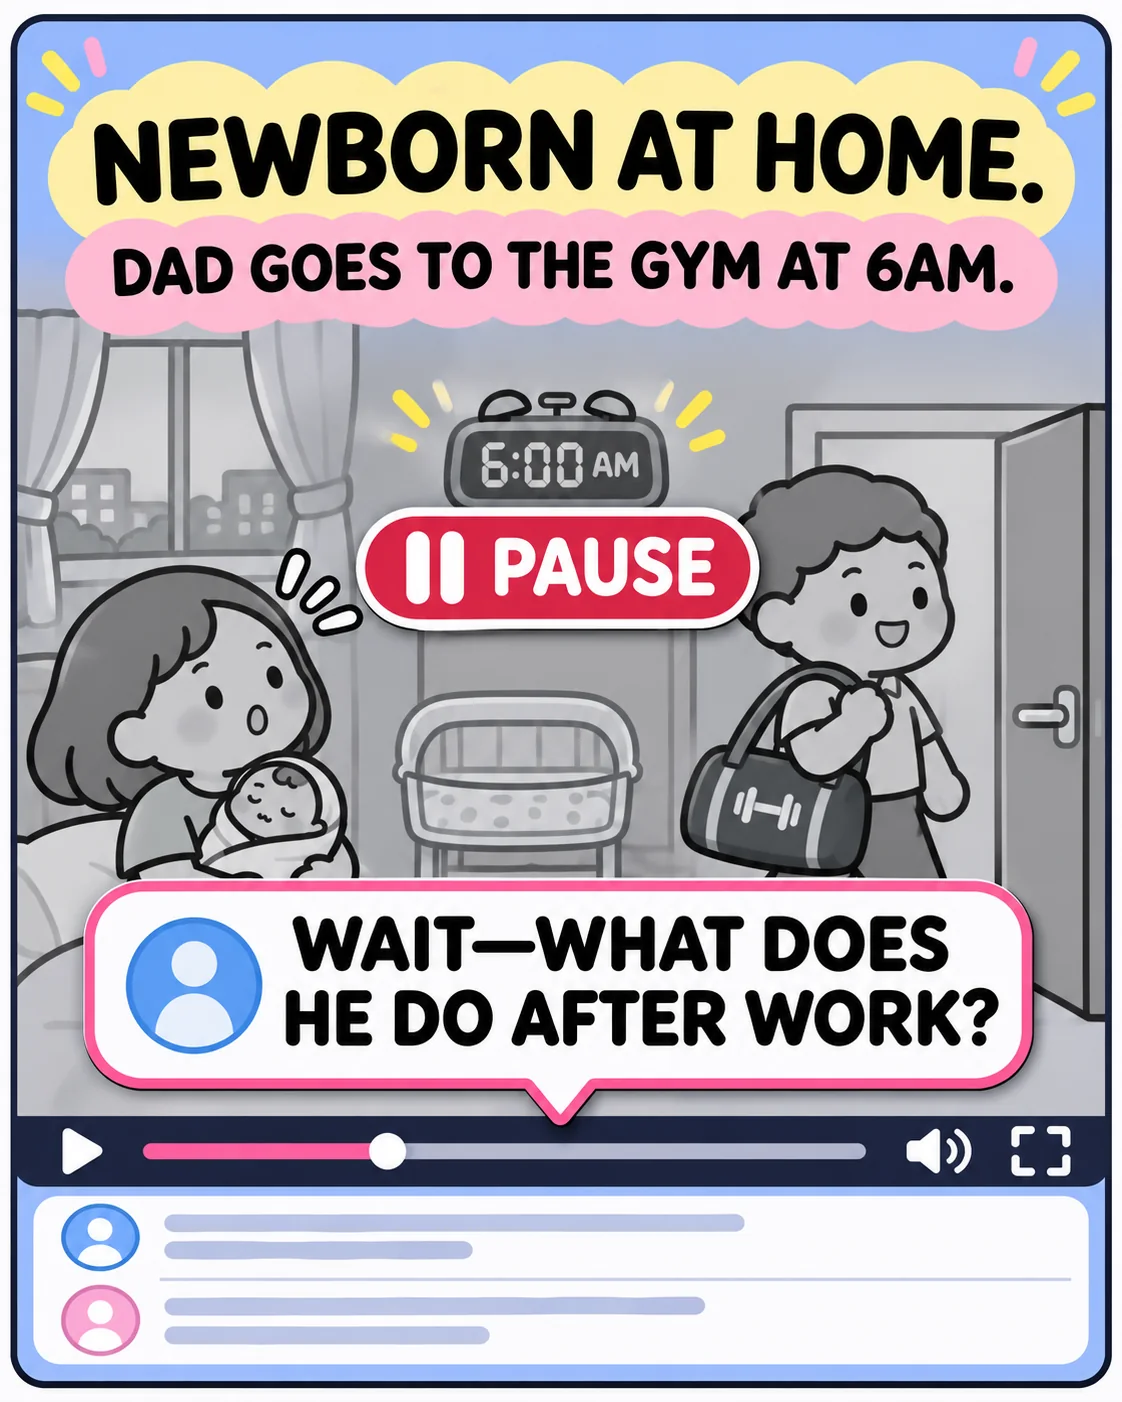 NEWBORN AT HOME.
DAD GOES TO THE GYM AT 6AM.
6:00 AM
PAUSE
WAIT—WHAT DOES
HE DO AFTER WORK?